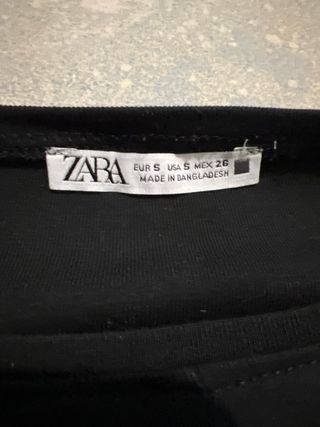 ZARA
EUR S USA S MEX 26
MADE IN BANGLADESH